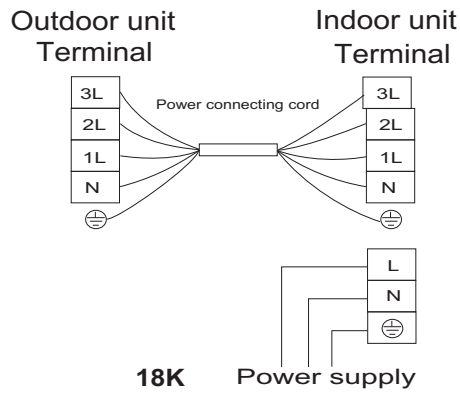 Outdoor unit
Terminal
Indoor unit
Terminal
Power connecting cord
3L
2L
1L
N
3L
2L
1L
N
L
N
18K
Power supply